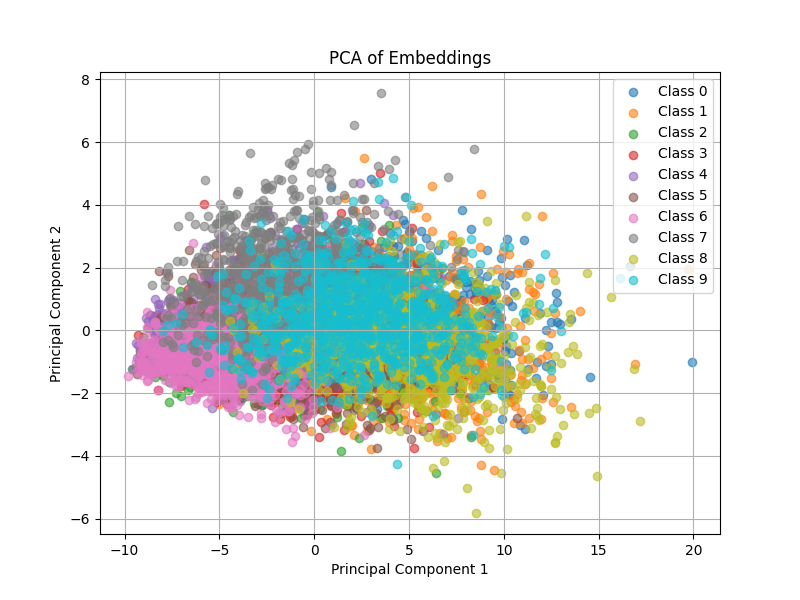 PCA of Embeddings
Class 0
Class 1
Class 2
Class 3
Class 4
Class 5
Class 6
Class 7
Class 8
Class 9
8
6
4
2
0
−2
−4
−6
Principal Component 2
−10
−5
0
5
10
15
20
Principal Component 1